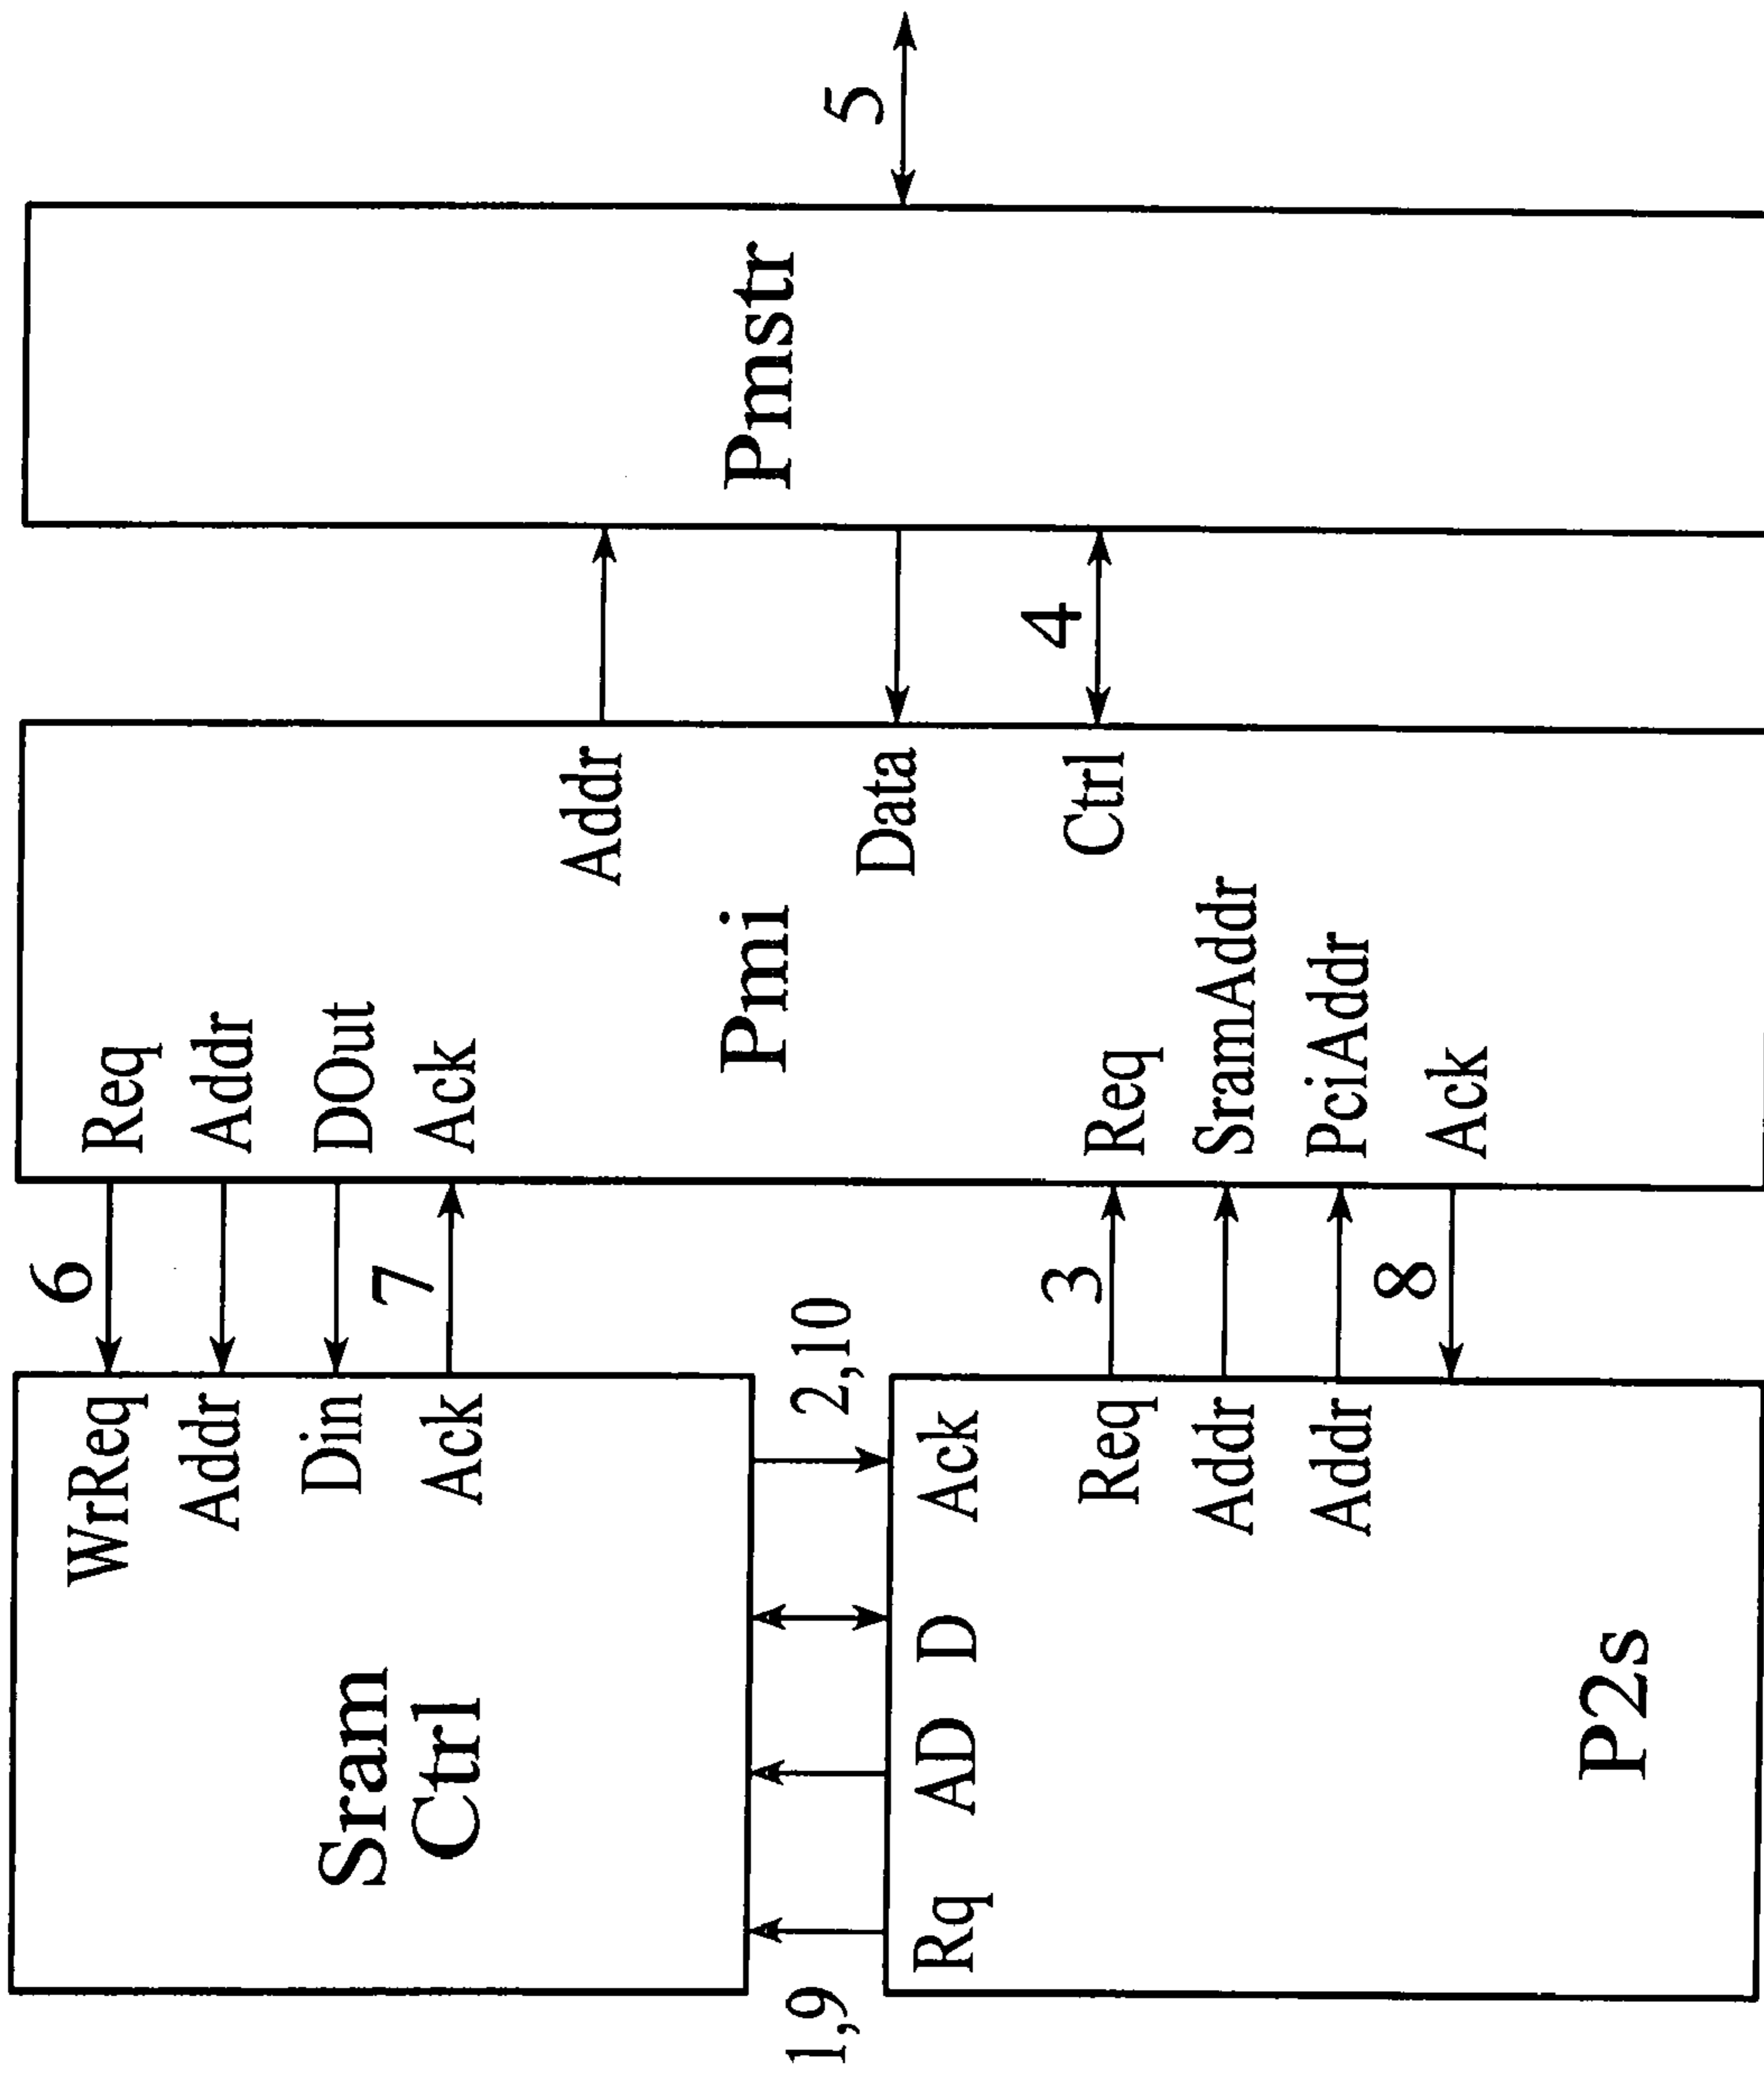 Sram
Ctrl
WrReq
Addr
Din
Ack
6
7
1,9
2,10
Rq AD D Ack
Req
Addr
Addr
P2s
3
8
Req
Addr
DOut
Ack
Pmi
Req
SramAddr
PciAddr
Ack
Addr
Data
Ctrl
4
Pmstr
5